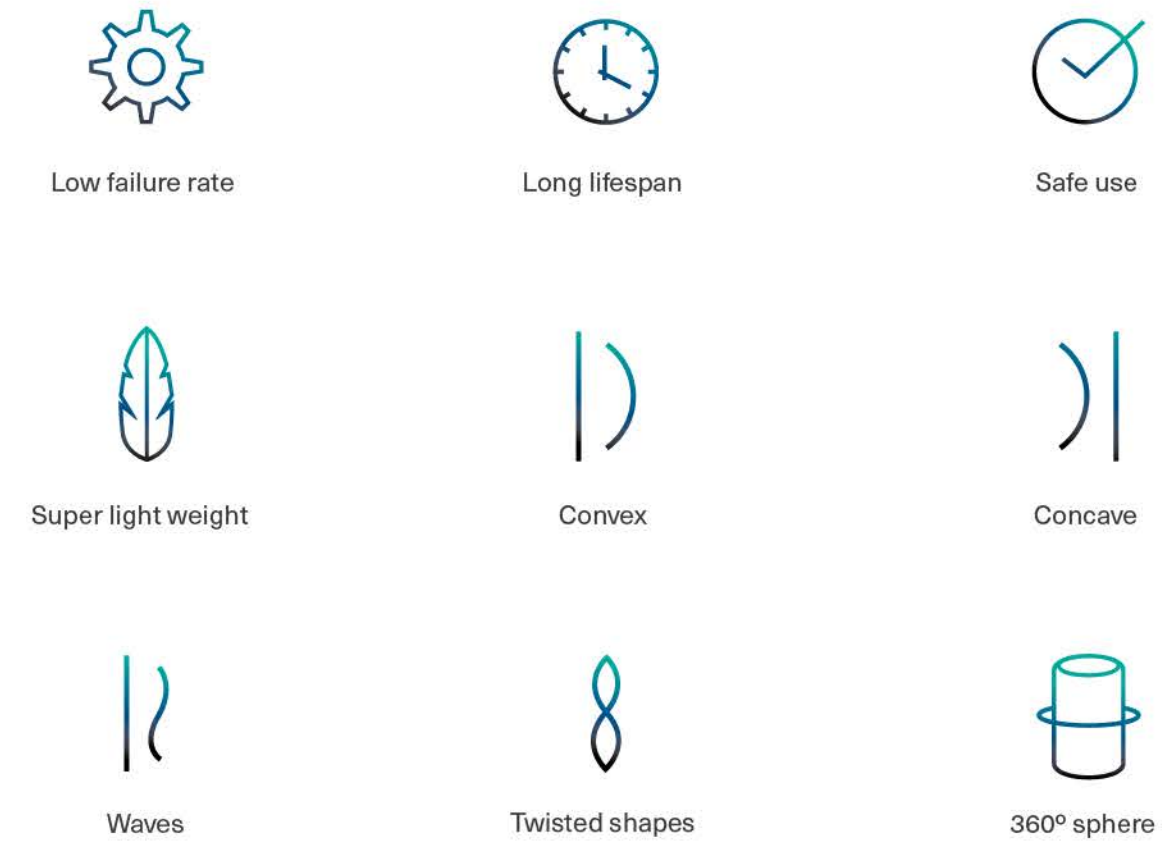 Low failure rate
Long lifespan
Safe use
Super light weight
Convex
Concave
Waves
Twisted shapes
360º sphere